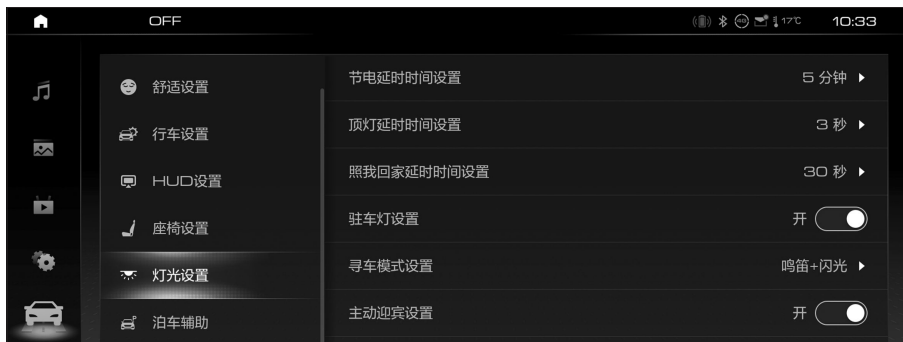 OFF
17℃
10:33
舒适设置
行车设置
HUD设置
座椅设置
灯光设置
泊车辅助
节电延时时间设置 5 分钟
顶灯延时时间设置 3 秒
照我回家延时时间设置 30 秒
驻车灯设置 开
寻车模式设置 鸣笛+闪光
主动迎宾设置 开